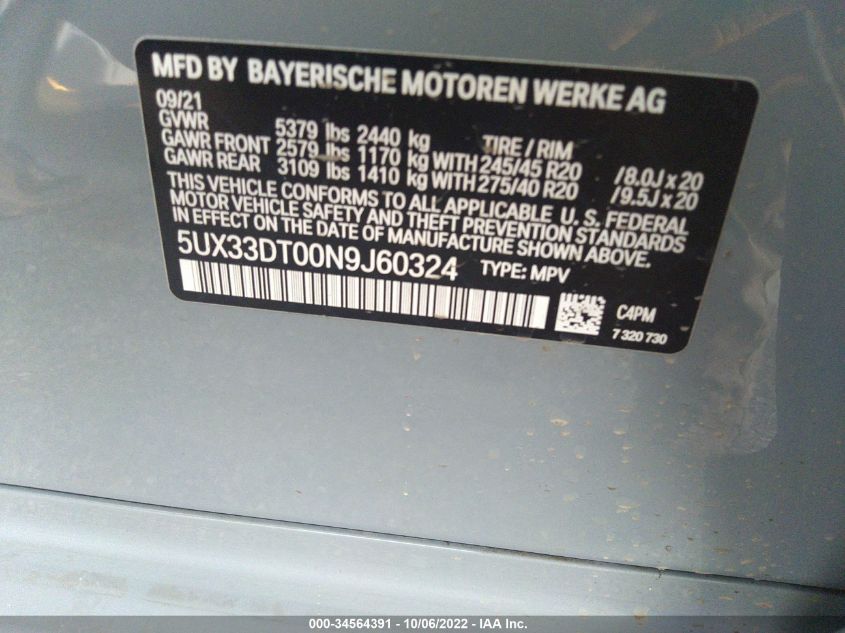 MFD BY BAYERISCHE MOTOREN WERKE AG
09/21
GVWR 5379 lbs 2440 kg TIRE / RIM
GAWR FRONT 2579 lbs 1170 kg WITH 245/45 R20 /8.0J x 20
GAWR REAR 3109 lbs 1410 kg WITH 275/40 R20 /9.5J x 20
THIS VEHICLE CONFORMS TO ALL APPLICABLE U. S. FEDERAL
MOTOR VEHICLE SAFETY AND THEFT PREVENTION STANDARDS
IN EFFECT ON THE DATE OF MANUFACTURE SHOWN ABOVE.
5UX33DT00N9J60324 TYPE: MPV
C4PM
7 320 730
000-34564391 - 10/06/2022 - IAA Inc.